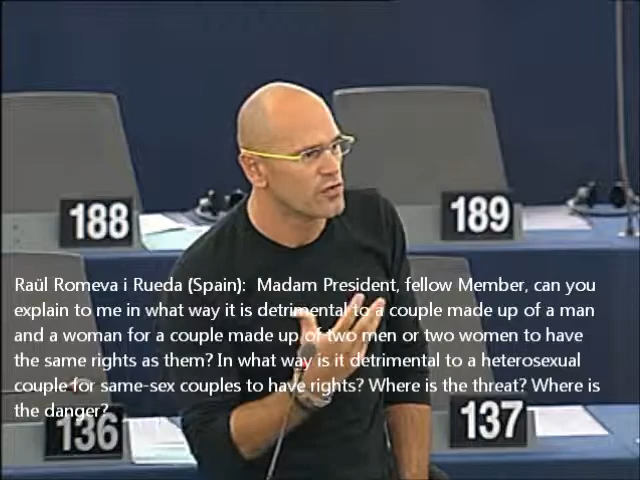 188
189
Raül Romeva i Rueda (Spain):  Madam President, fellow Member, can you
explain to me in what way it is detrimental to a couple made up of a man
and a woman for a couple made up of two men or two women to have
the same rights as them? In what way is it detrimental to a heterosexual
couple for same-sex couples to have rights? Where is the threat? Where is
the danger?
136
137